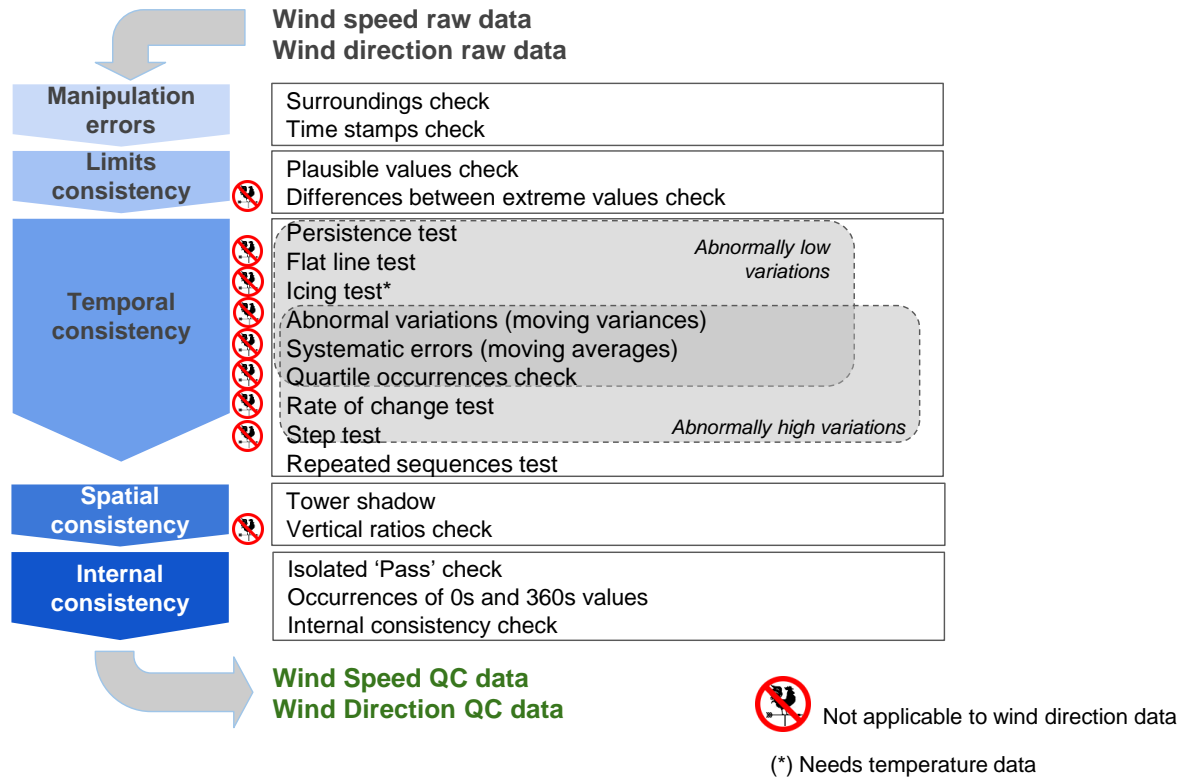 Wind speed raw data
Wind direction raw data
Manipulation
errors
Surroundings check
Time stamps check
Limits
consistency
Plausible values check
Differences between extreme values check
Temporal
consistency
Persistence test
Flat line test
Icing test*
Abnormal variations (moving variances)
Systematic errors (moving averages)
Quartile occurrences check
Rate of change test
Step test
Repeated sequences test
Abnormally low
variations
Abnormally high variations
Spatial
consistency
Tower shadow
Vertical ratios check
Internal
consistency
Isolated ‘Pass’ check
Occurrences of 0s and 360s values
Internal consistency check
Wind Speed QC data
Wind Direction QC data
Not applicable to wind direction data
(*) Needs temperature data